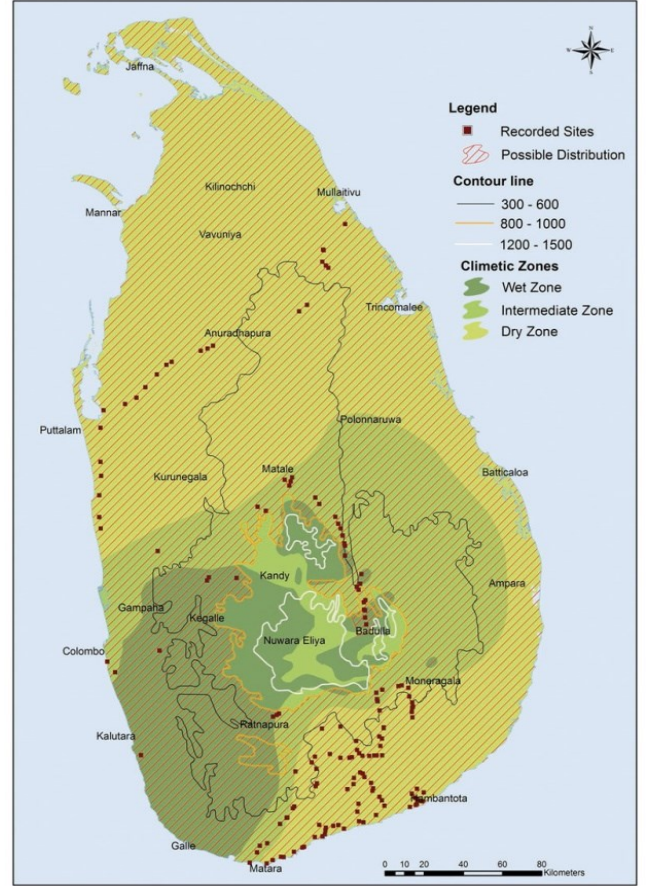 Jaffna
N
W E
S
Legend
Recorded Sites
Possible Distribution
Contour line
300 - 600
800 - 1000
1200 - 1500
Climetic Zones
Wet Zone
Intermediate Zone
Dry Zone
Kilinochchi
Mullaitivu
Mannar
Vavuniya
Trincomalee
Anuradhapura
Polonnaruwa
Puttalam
Matale
Batticaloa
Kurunegala
Kandy
Ampara
Gampaha
Kegalle
Badulla
Nuwara Eliya
Colombo
Moneragala
Ratnapura
Kalutara
Hambantota
Galle
Matara
0 10 20 40 60 80
Kilometers